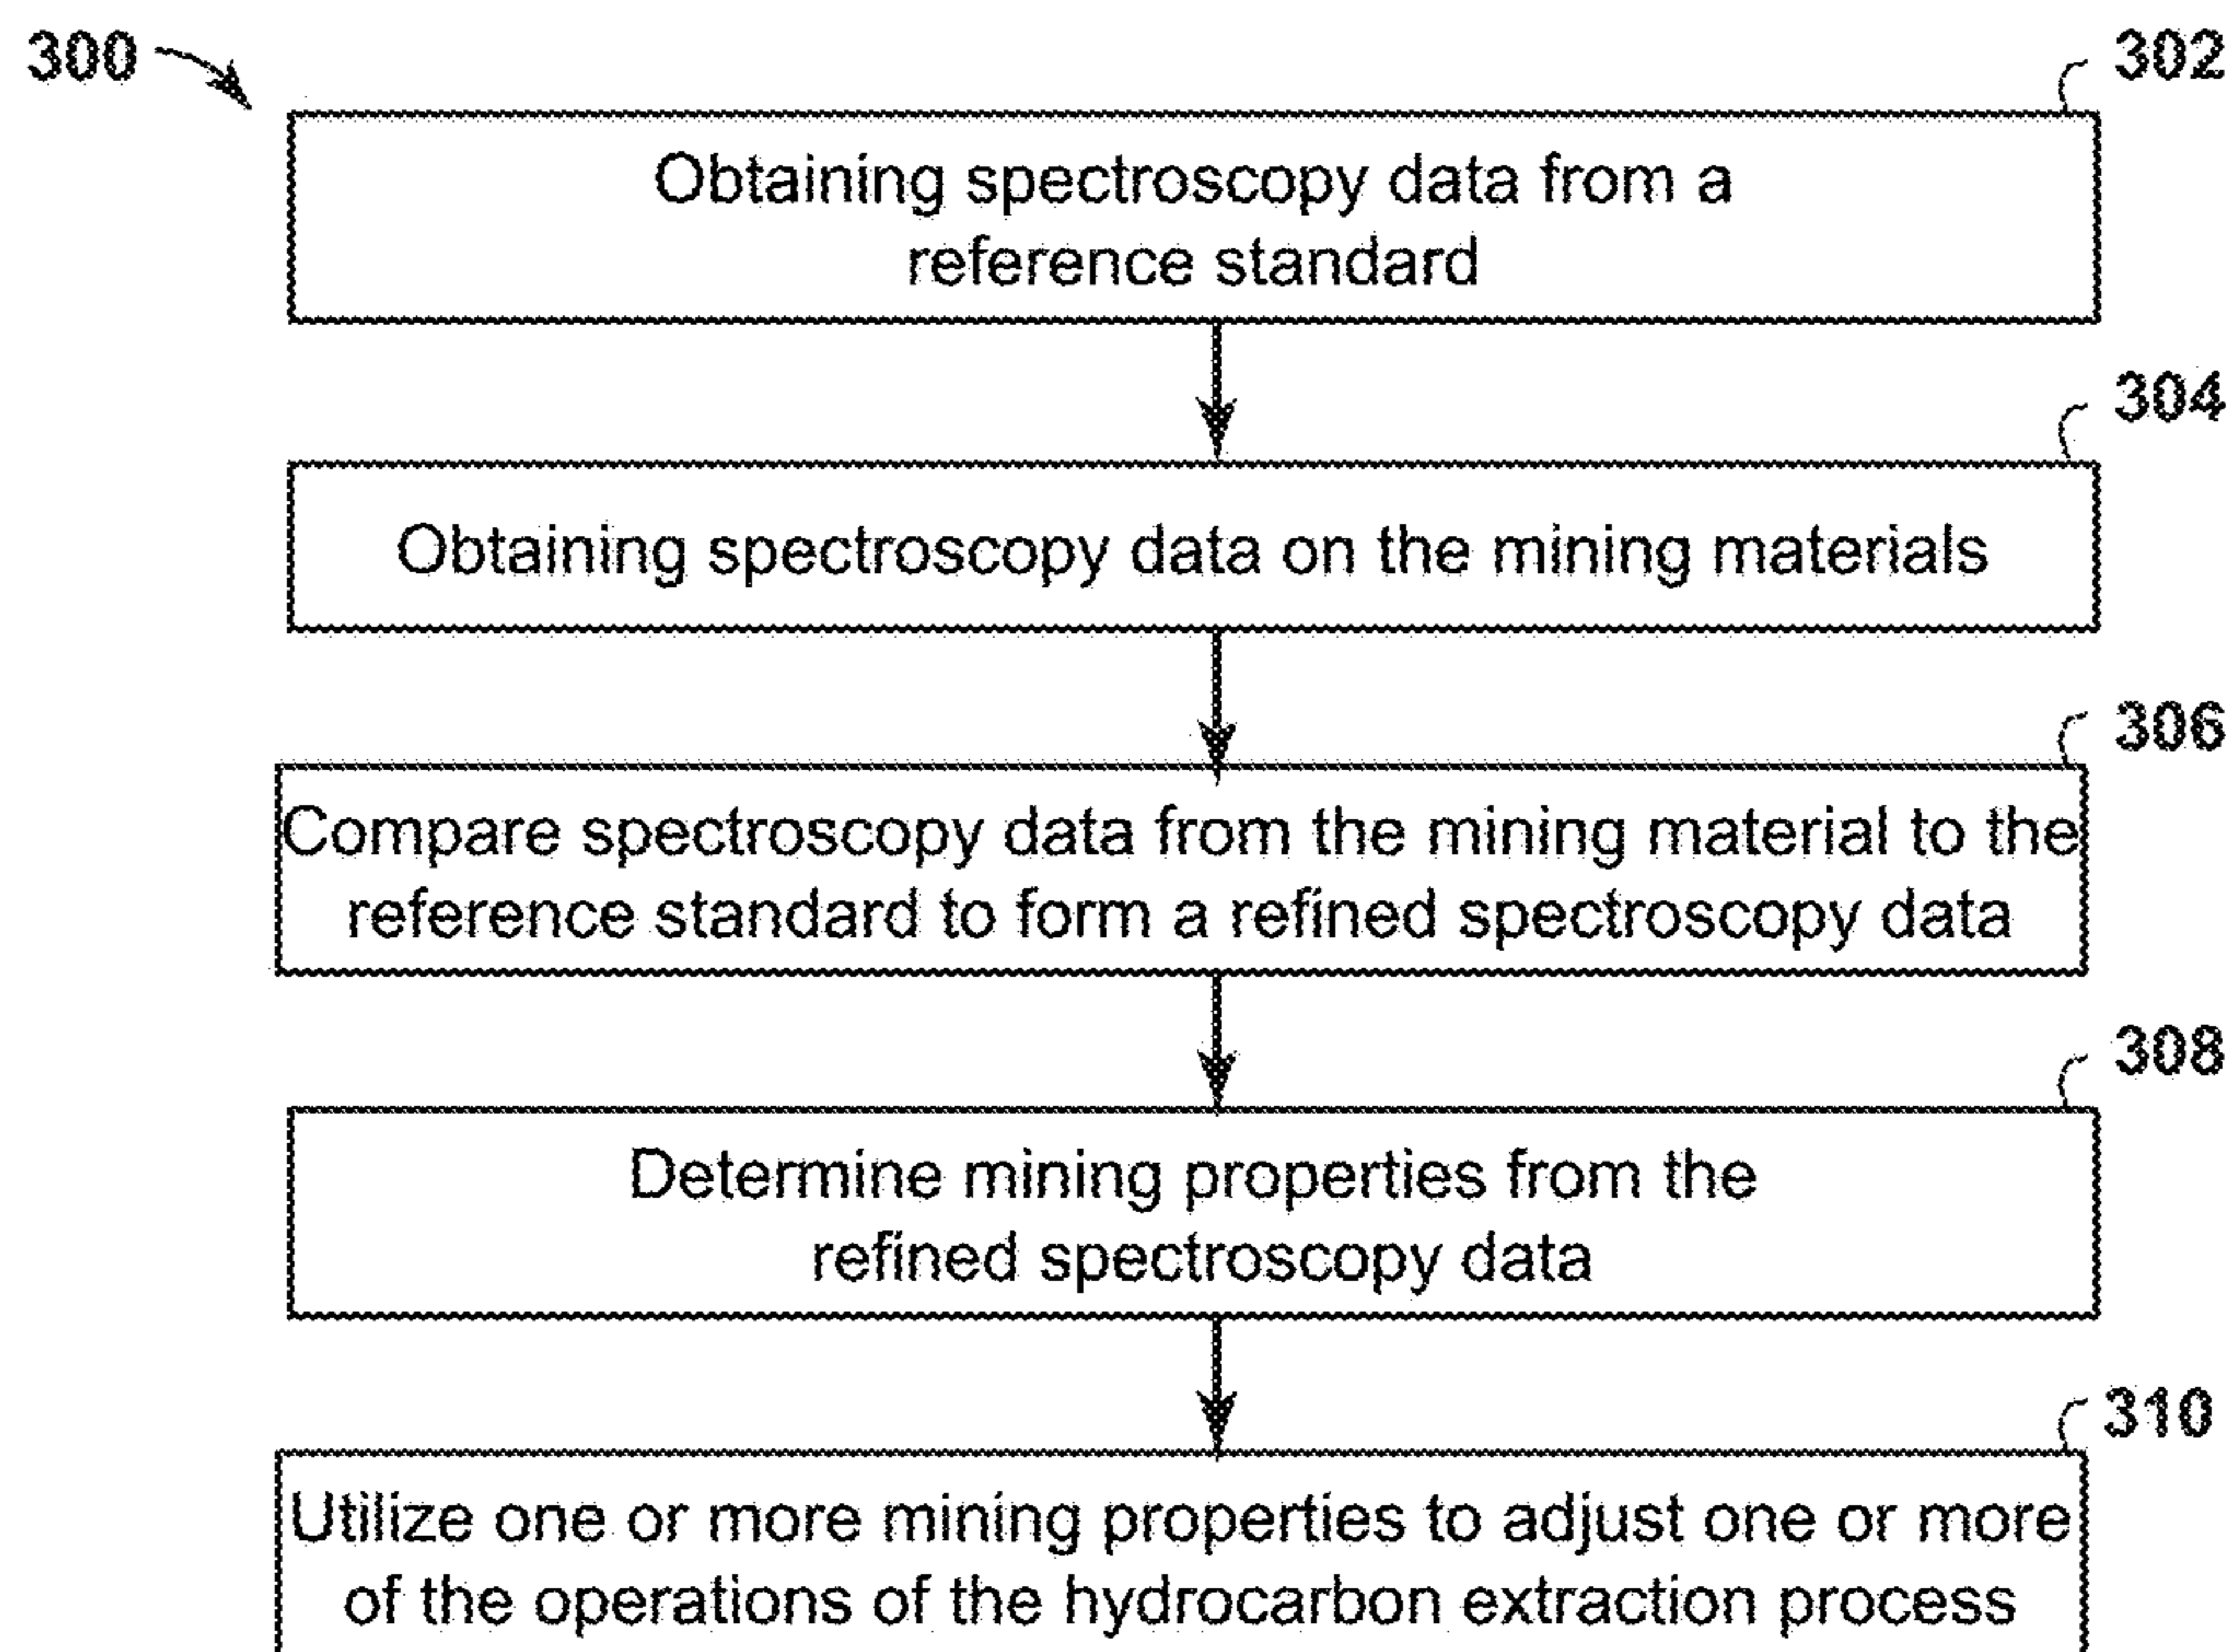 300
302
Obtaining spectroscopy data from a
reference standard
304
Obtaining spectroscopy data on the mining materials
306
Compare spectroscopy data from the mining material to the
reference standard to form a refined spectroscopy data
308
Determine mining properties from the
refined spectroscopy data
310
Utilize one or more mining properties to adjust one or more
of the operations of the hydrocarbon extraction process